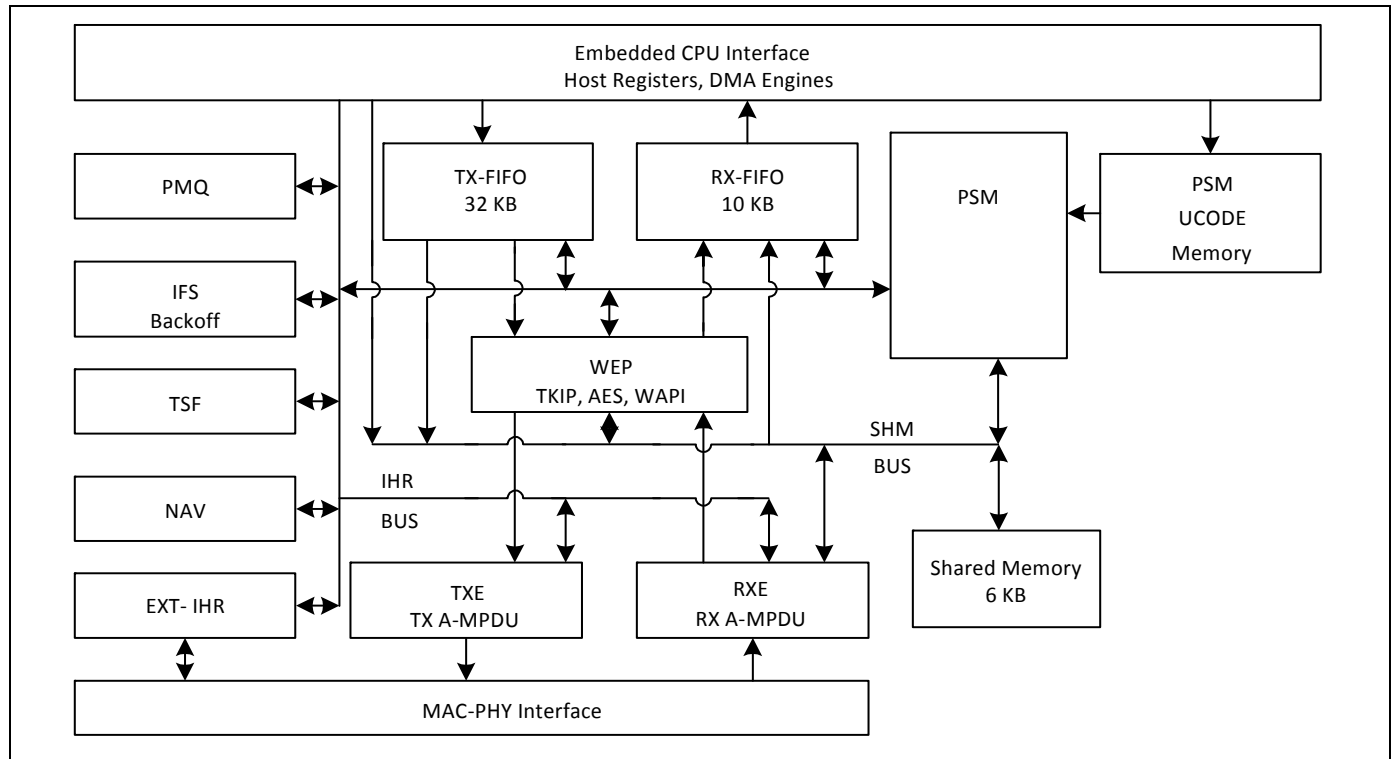 Embedded CPU Interface
Host Registers, DMA Engines
PMQ
TX-FIFO
32 KB
RX-FIFO
10 KB
PSM
PSM
UCODE
Memory
IFS
Backoff
WEP
TKIP, AES, WAPI
TSF
SHM
BUS
IHR
BUS
NAV
Shared Memory
6 KB
EXT- IHR
TXE
TX A-MPDU
RXE
RX A-MPDU
MAC-PHY Interface